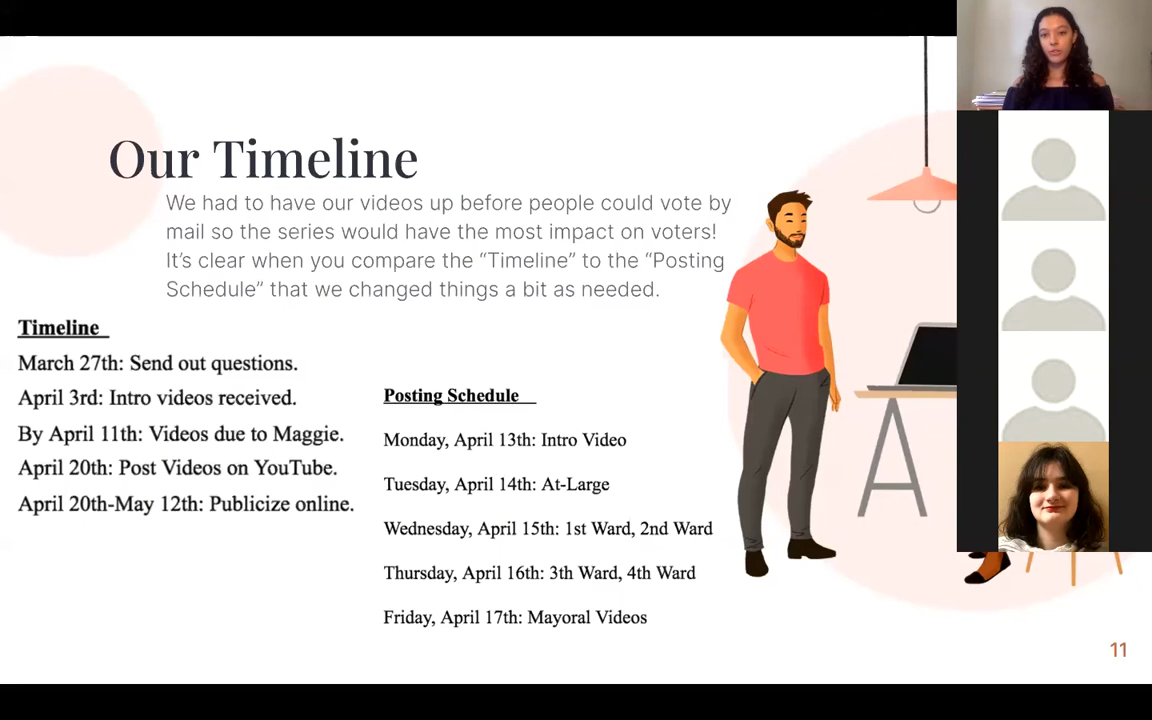 Our Timeline
We had to have our videos up before people could vote by
mail so the series would have the most impact on voters!
It’s clear when you compare the “Timeline” to the “Posting
Schedule” that we changed things a bit as needed.
Timeline
March 27th: Send out questions.
April 3rd: Intro videos received.
By April 11th: Videos due to Maggie.
April 20th: Post Videos on YouTube.
April 20th-May 12th: Publicize online.
Posting Schedule
Monday, April 13th: Intro Video
Tuesday, April 14th: At-Large
Wednesday, April 15th: 1st Ward, 2nd Ward
Thursday, April 16th: 3th Ward, 4th Ward
Friday, April 17th: Mayoral Videos
11